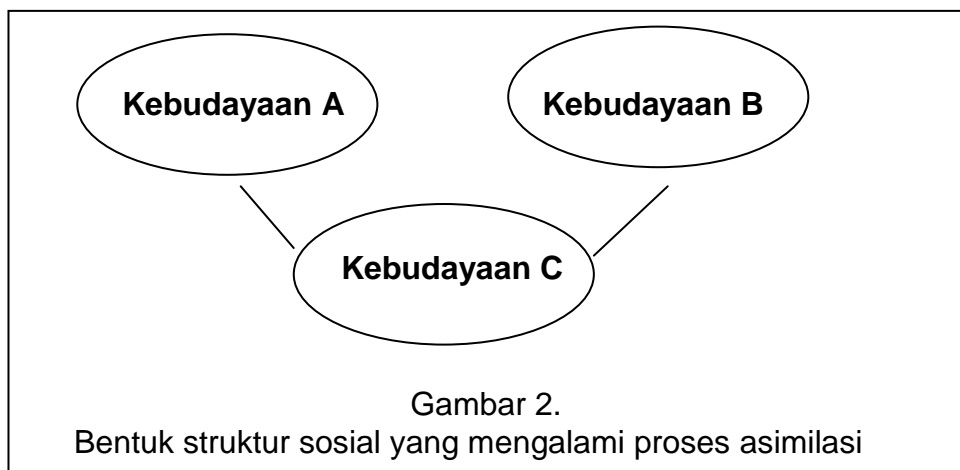 Kebudayaan A
Kebudayaan B
Kebudayaan C
Gambar 2.
Bentuk struktur sosial yang mengalami proses asimilasi